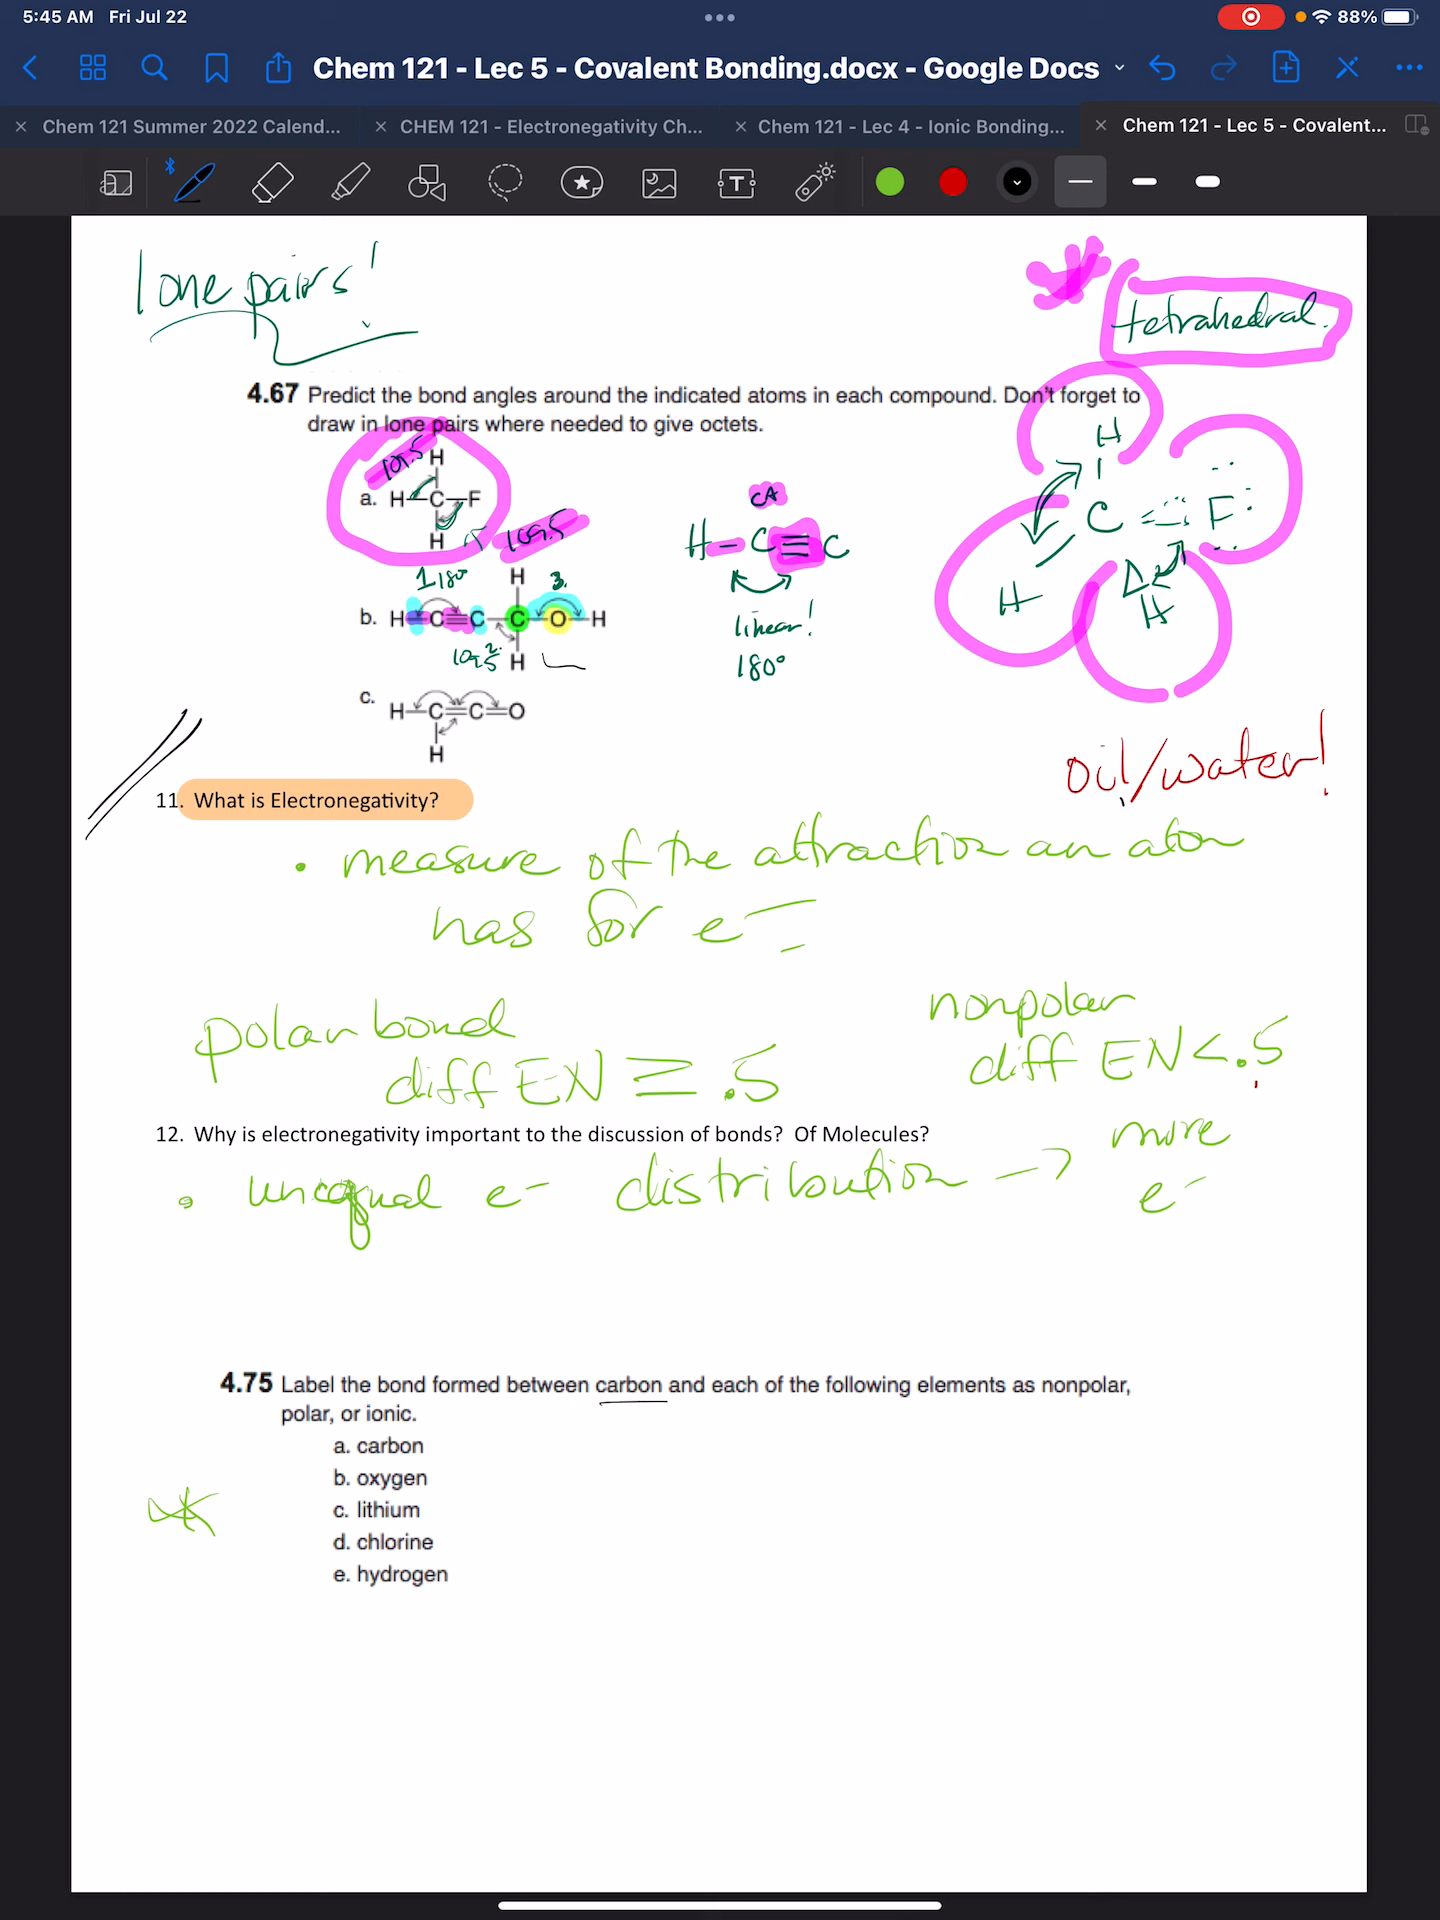 5:45 AM Fri Jul 22
88%
Chem 121 - Lec 5 - Covalent Bonding.docx - Google Docs
Chem 121 Summer 2022 Calend...
CHEM 121 - Electronegativity Ch...
Chem 121 - Lec 4 - Ionic Bonding...
Chem 121 - Lec 5 - Covalent...
lone pairs!
tetrahedral.
4.67 Predict the bond angles around the indicated atoms in each compound. Don't forget to
draw in lone pairs where needed to give octets.
109.5
H
a. H-C-F
H
109.5
CA
H-C≡C
linear!
180°
H
C F
H H
1 180°
H 3.
b. H-C≡C-C-O-H
109.5 2. H
c.
H-C=C=O
H
oil/water!
11. What is Electronegativity?
• measure of the attraction an atom
has for e-
polar bond
diff EN ≥ .5
nonpolar
diff EN < .5
12. Why is electronegativity important to the discussion of bonds? Of Molecules?
• unequal e- distribution → more
e-
4.75 Label the bond formed between carbon and each of the following elements as nonpolar,
polar, or ionic.
a. carbon
b. oxygen
c. lithium
d. chlorine
e. hydrogen